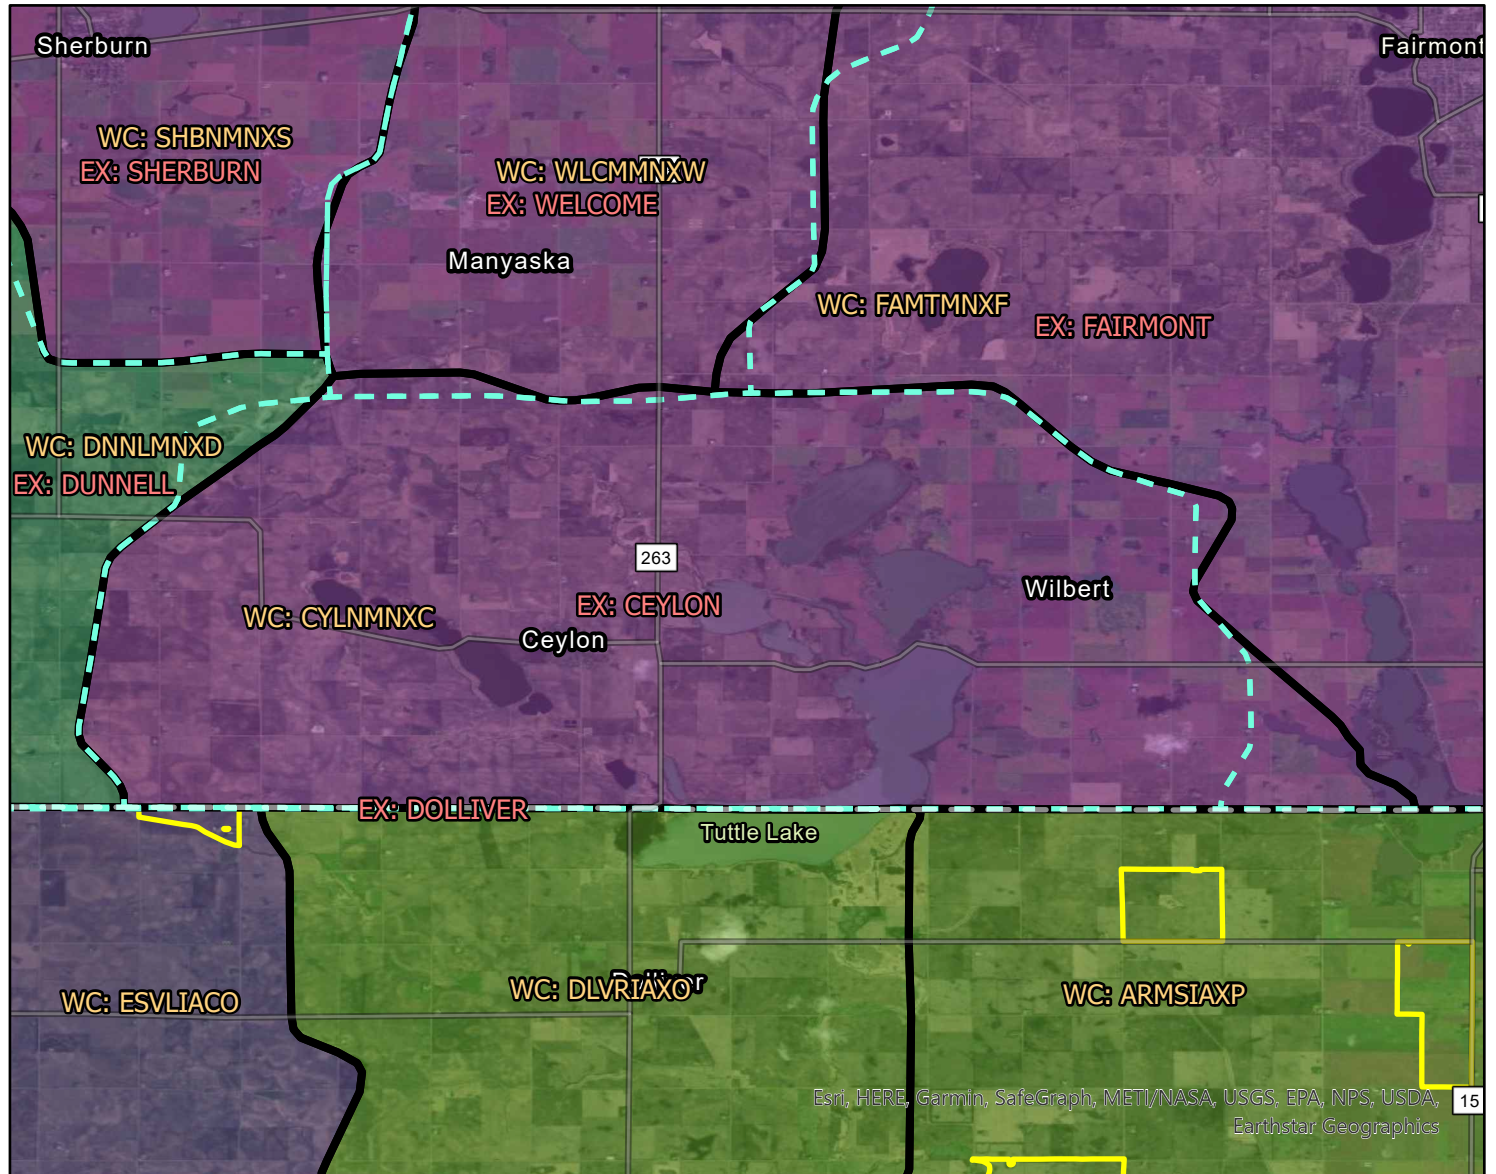 Sherburn
Fairmont
WC: SHBNMNXS
EX: SHERBURN
WC: WLCMMNXW
EX: WELCOME
Manyaska
WC: FAMTMNXF
EX: FAIRMONT
WC: DNNLMNXD
EX: DUNNELL
263
Wilbert
EX: CEYLON
WC: CYLNMNXC
Ceylon
EX: DOLLIVER
Tuttle Lake
WC: DLVRIAXO
WC: ARMSIAXP
WC: ESVLIACO
Esri, HERE, Garmin, SafeGraph, METI/NASA, USGS, EPA, NPS, USDA,
Earthstar Geographics
15